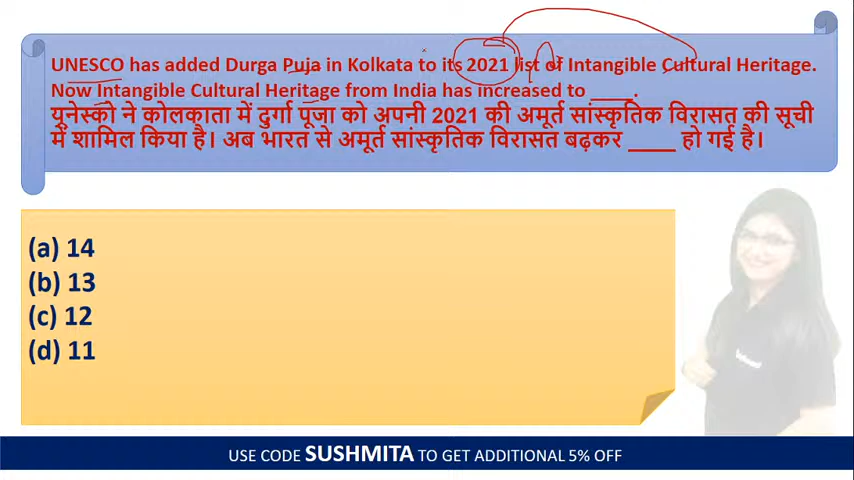 UNESCO has added Durga Puja in Kolkata to its 2021 list of Intangible Cultural Heritage.
Now Intangible Cultural Heritage from India has increased to ____.
यूनेस्को ने कोलकाता में दुर्गा पूजा को अपनी 2021 की अमूर्त सांस्कृतिक विरासत की सूची
में शामिल किया है। अब भारत से अमूर्त सांस्कृतिक विरासत बढ़कर ____ हो गई है।
(a) 14
(b) 13
(c) 12
(d) 11
USE CODE SUSHMITA TO GET ADDITIONAL 5% OFF